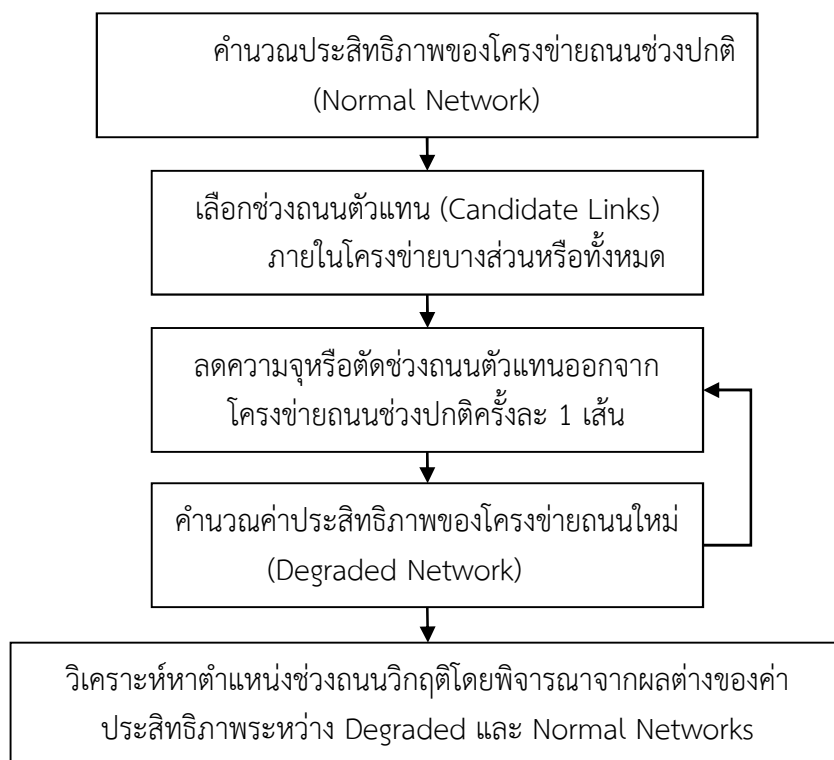 คำนวณประสิทธิภาพของโครงข่ายถนนช่วงปกติ
(Normal Network)
เลือกช่วงถนนตัวแทน (Candidate Links)
ภายในโครงข่ายบางส่วนหรือทั้งหมด
ลดความจุหรือตัดช่วงถนนตัวแทนออกจาก
โครงข่ายถนนช่วงปกติครั้งละ 1 เส้น
คำนวณค่าประสิทธิภาพของโครงข่ายถนนใหม่
(Degraded Network)
วิเคราะห์หาตำแหน่งช่วงถนนวิกฤติโดยพิจารณาจากผลต่างของค่า
ประสิทธิภาพระหว่าง Degraded และ Normal Networks